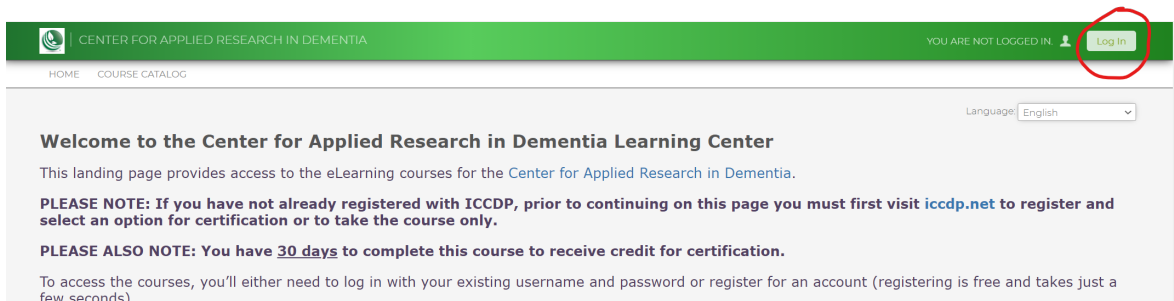 CENTER FOR APPLIED RESEARCH IN DEMENTIA
YOU ARE NOT LOGGED IN.
Log In
HOME COURSE CATALOG
Language: English
Welcome to the Center for Applied Research in Dementia Learning Center
This landing page provides access to the eLearning courses for the Center for Applied Research in Dementia.
PLEASE NOTE: If you have not already registered with ICCDP, prior to continuing on this page you must first visit iccdp.net to register and
select an option for certification or to take the course only.
PLEASE ALSO NOTE: You have 30 days to complete this course to receive credit for certification.
To access the courses, you’ll either need to log in with your existing username and password or register for an account (registering is free and takes just a
few seconds)